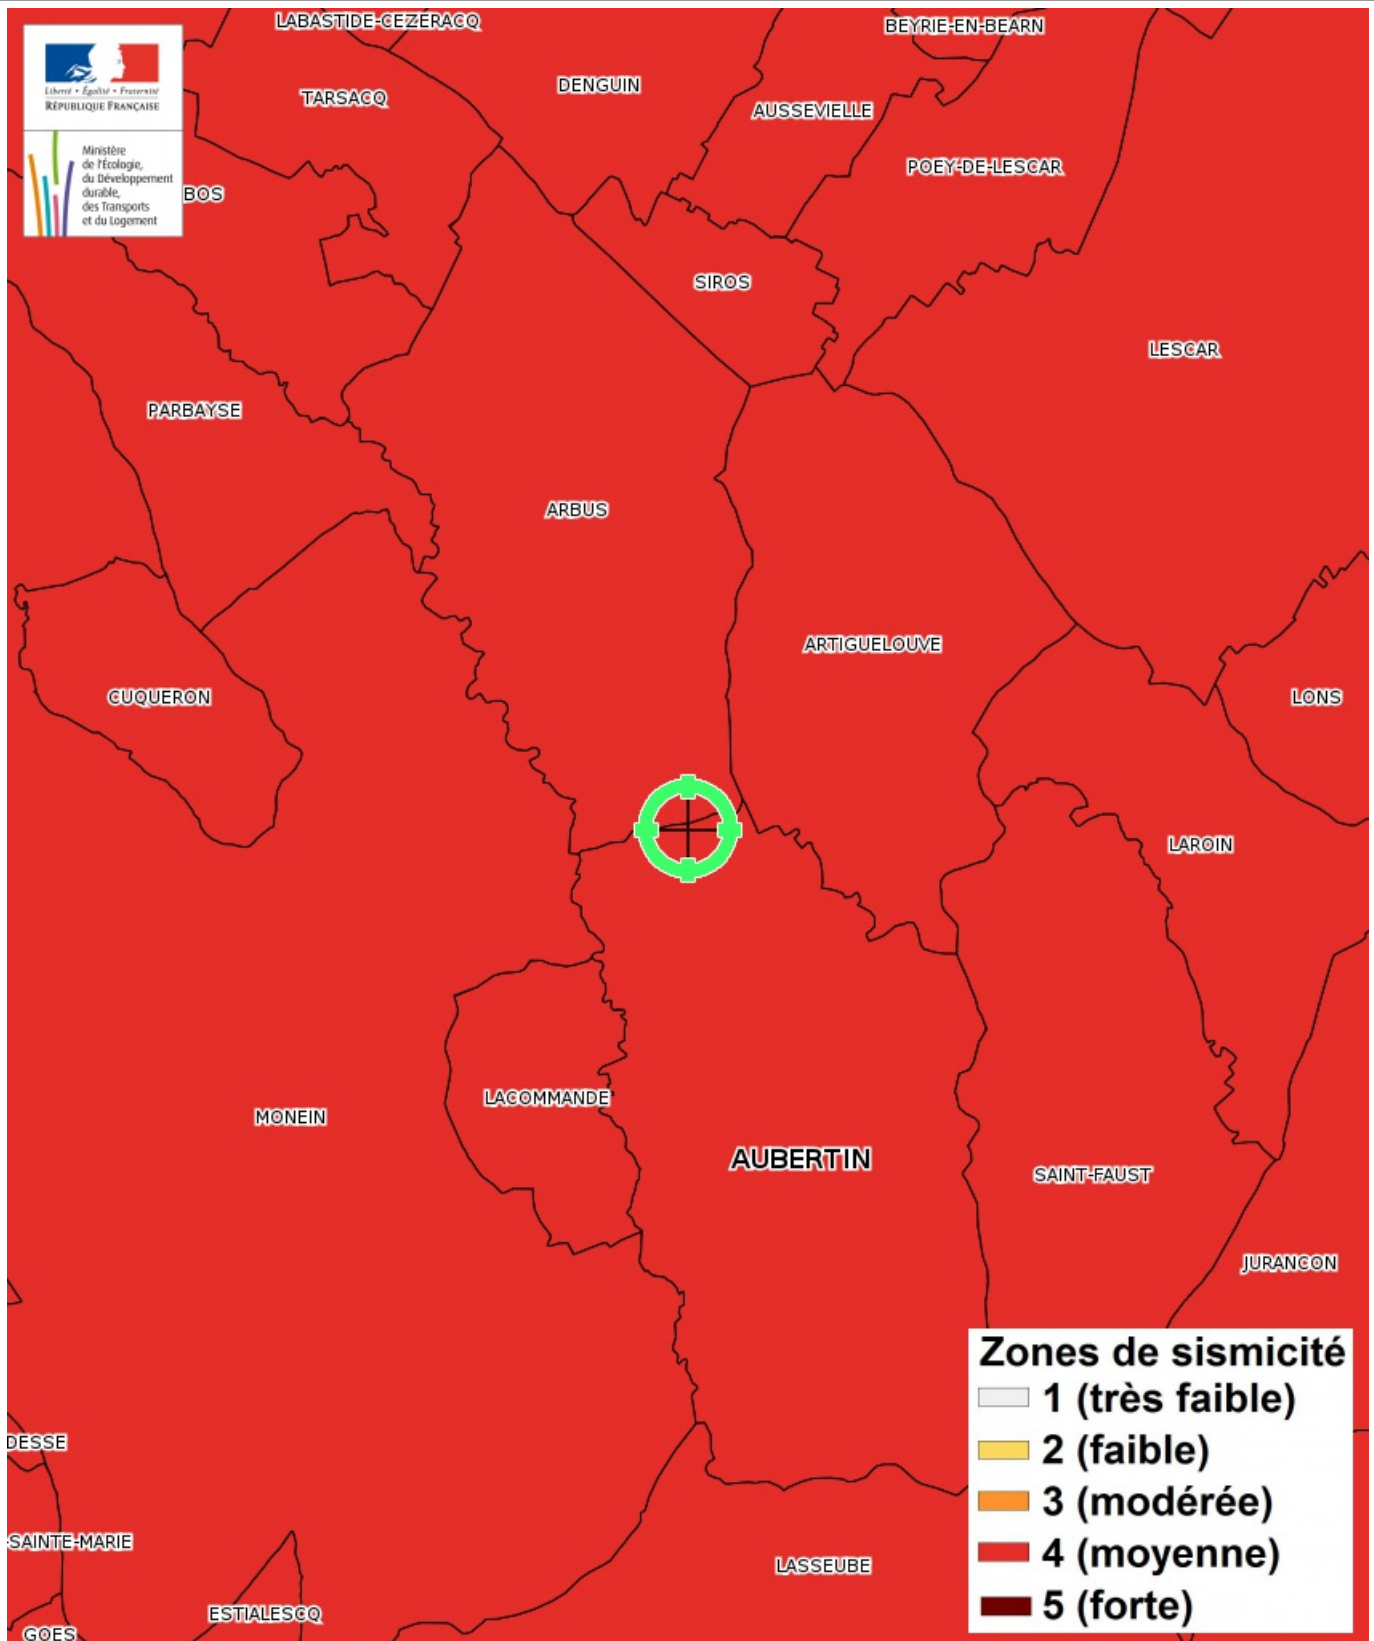 LABASTIDE-CEZERACQ
BEYRIE-EN-BEARN
Liberté • Égalité • Fraternité
RÉPUBLIQUE FRANÇAISE
TARSACQ
DENGUIN
AUSSEVIELLE
Ministère
de l'Écologie,
du Développement
durable,
des Transports
et du Logement
POEY-DE-LESCAR
BOS
SIROS
LESCAR
PARBAYSE
ARBUS
ARTIGUELOUVE
CUQUERON
LONS
LAROIN
LACOMMANDE
MONEIN
AUBERTIN
SAINT-FAUST
JURANCON
Zones de sismicité
1 (très faible)
2 (faible)
3 (modérée)
4 (moyenne)
5 (forte)
DESSE
-SAINTE-MARIE
LASSEUBE
ESTIALESCQ
GOES